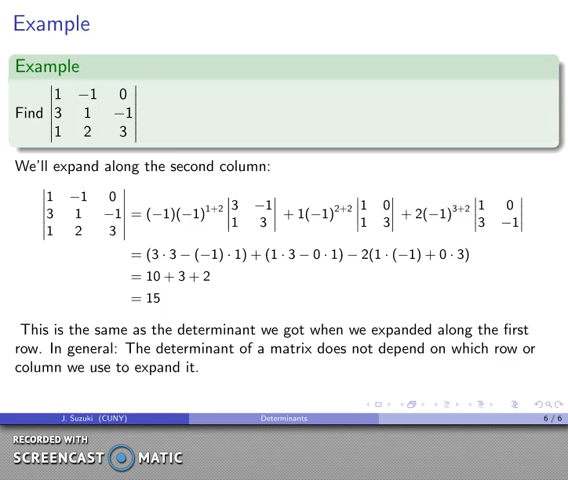 Example
Example
Find |1 −1 0|
|3 1 −1|
|1 2 3|
We'll expand along the second column:
|1 −1 0|
|3 1 −1|
|1 2 3| = (−1)(−1)^{1+2} |3 −1; 1 3| + 1(−1)^{2+2} |1 0; 1 3| + 2(−1)^{3+2} |1 0; 3 −1|
= (3 · 3 − (−1) · 1) + (1 · 3 − 0 · 1) − 2(1 · (−1) + 0 · 3)
= 10 + 3 + 2
= 15
This is the same as the determinant we got when we expanded along the first
row. In general: The determinant of a matrix does not depend on which row or
column we use to expand it.
J. Suzuki (CUNY) Determinants 6 / 6
RECORDED WITH
SCREENCAST MATIC